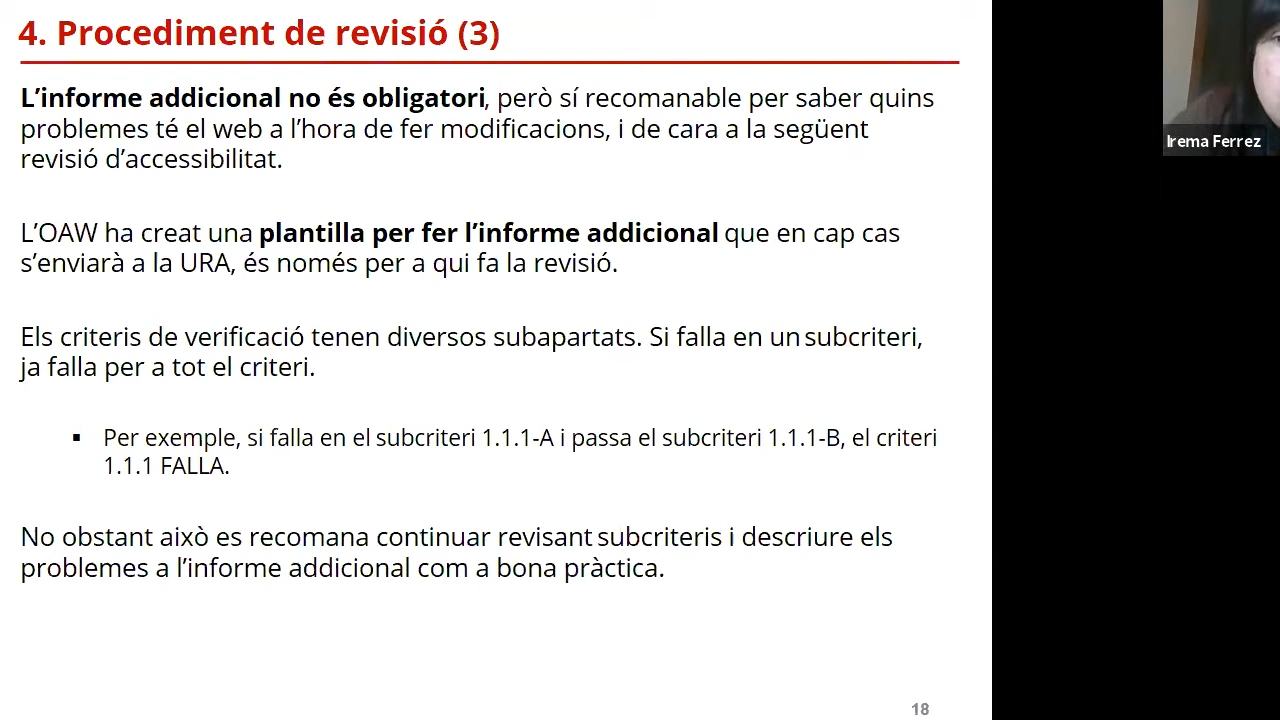 4. Procediment de revisió (3)
L’informe addicional no és obligatori, però sí recomanable per saber quins
problemes té el web a l’hora de fer modificacions, i de cara a la següent
revisió d’accessibilitat.
L’OAW ha creat una plantilla per fer l’informe addicional que en cap cas
s’enviarà a la URA, és només per a qui fa la revisió.
Els criteris de verificació tenen diversos subapartats. Si falla en un subcriteri,
ja falla per a tot el criteri.
▪ Per exemple, si falla en el subcriteri 1.1.1-A i passa el subcriteri 1.1.1-B, el criteri
1.1.1 FALLA.
No obstant això es recomana continuar revisant subcriteris i descriure els
problemes a l’informe addicional com a bona pràctica.
18
Irema Ferrez